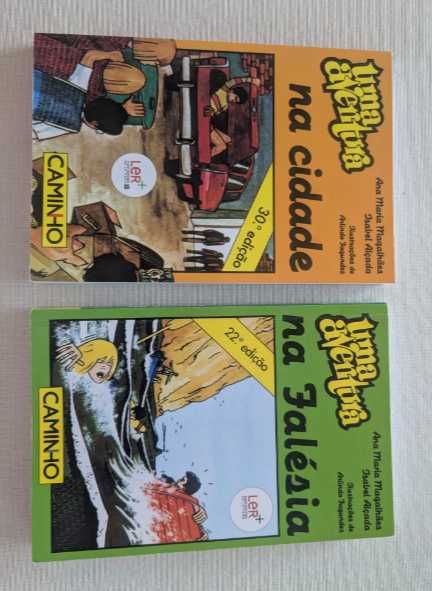 Ana Maria Magalhães
Isabel Alçada
uma
aventura
na cidade
Ilustrações de
Arlindo Fagundes
30.ª edição
LER+
CAMINHO
Ana Maria Magalhães
Isabel Alçada
uma
aventura
na Falésia
Ilustrações de
Arlindo Fagundes
22.ª edição
LER+
CAMINHO